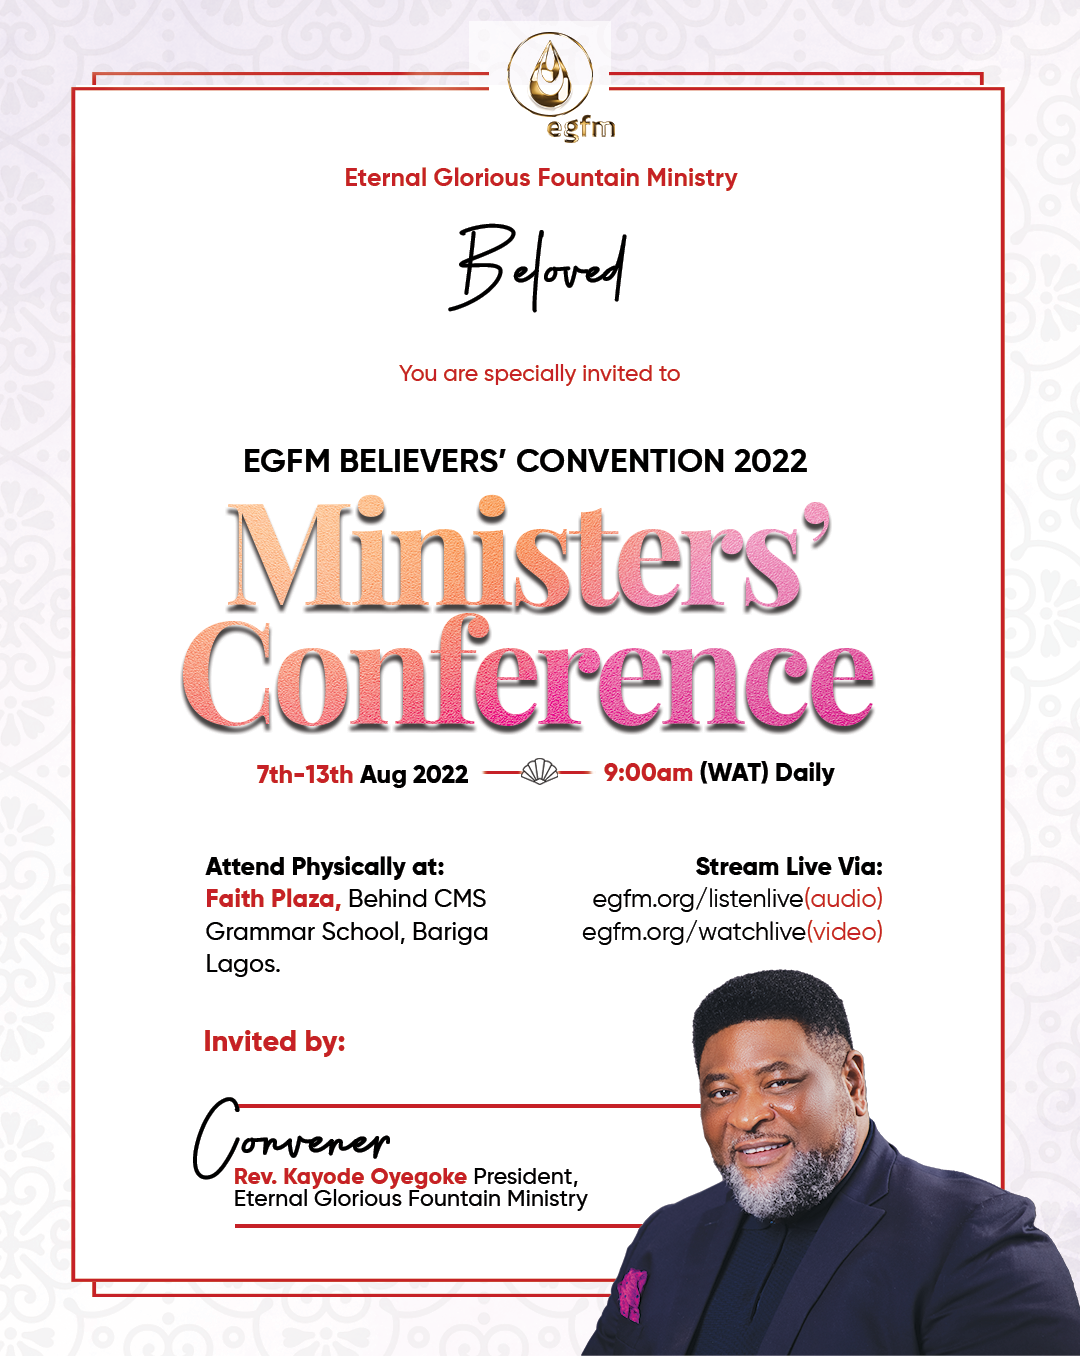 egfm
Eternal Glorious Fountain Ministry
Beloved
You are specially invited to
EGFM BELIEVERS’ CONVENTION 2022
Ministers’
Conference
7th-13th Aug 2022
9:00am (WAT) Daily
Attend Physically at:
Faith Plaza, Behind CMS
Grammar School, Bariga
Lagos.
Stream Live Via:
egfm.org/listenlive(audio)
egfm.org/watchlive(video)
Invited by:
Convener
Rev. Kayode Oyegoke President,
Eternal Glorious Fountain Ministry